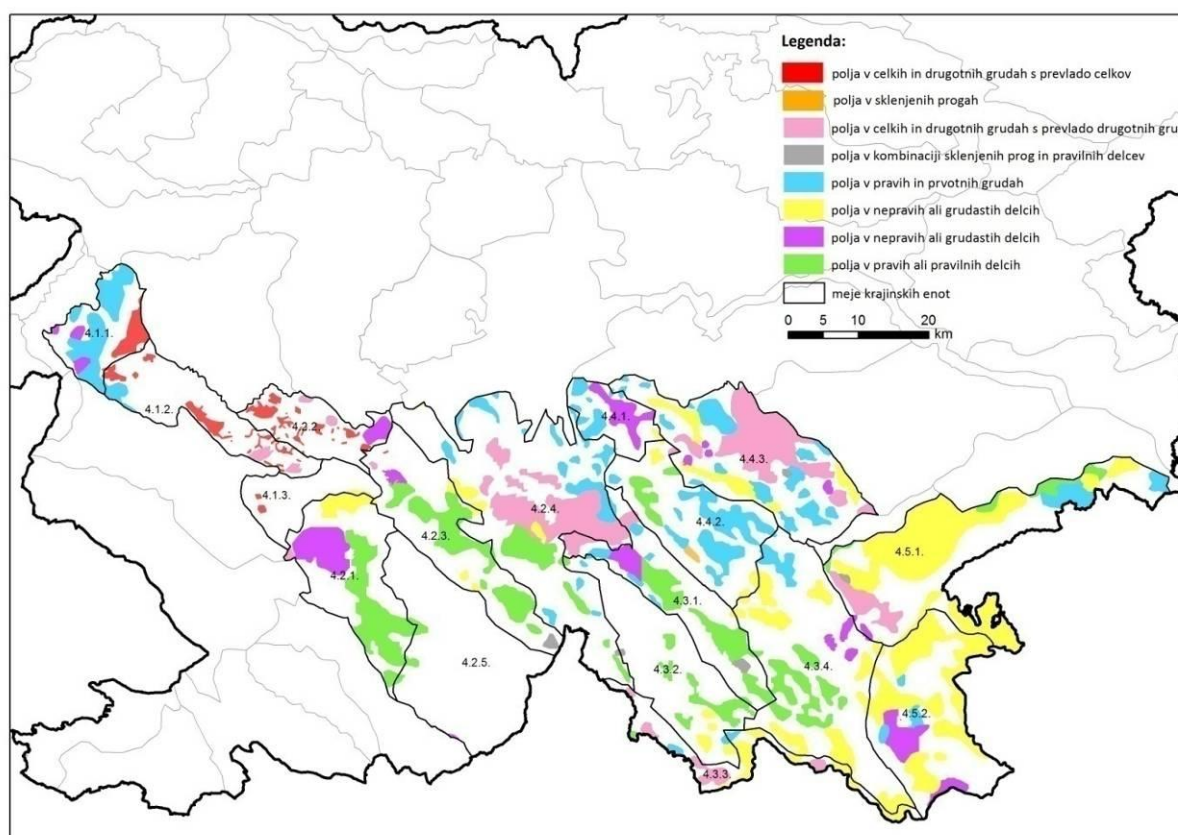 Legenda:
polja v celkih in drugotnih grudah s prevlado celkov
polja v sklenjenih progah
polja v celkih in drugotnih grudah s prevlado drugotnih gru
polja v kombinaciji sklenjenih prog in pravilnih delcev
polja v pravih in prvotnih grudah
polja v nepravih ali grudastih delcih
polja v nepravih ali grudastih delcih
polja v pravih ali pravilnih delcih
meje krajinskih enot
0 5 10 20
km
4.1.1.
4.1.2.
4.2.2.
4.4.1.
4.4.3.
4.1.3.
4.2.3.
4.2.4.
4.4.2.
4.5.1.
4.2.1.
4.3.1.
4.2.5.
4.3.2.
4.3.4.
4.5.2.
4.3.3.